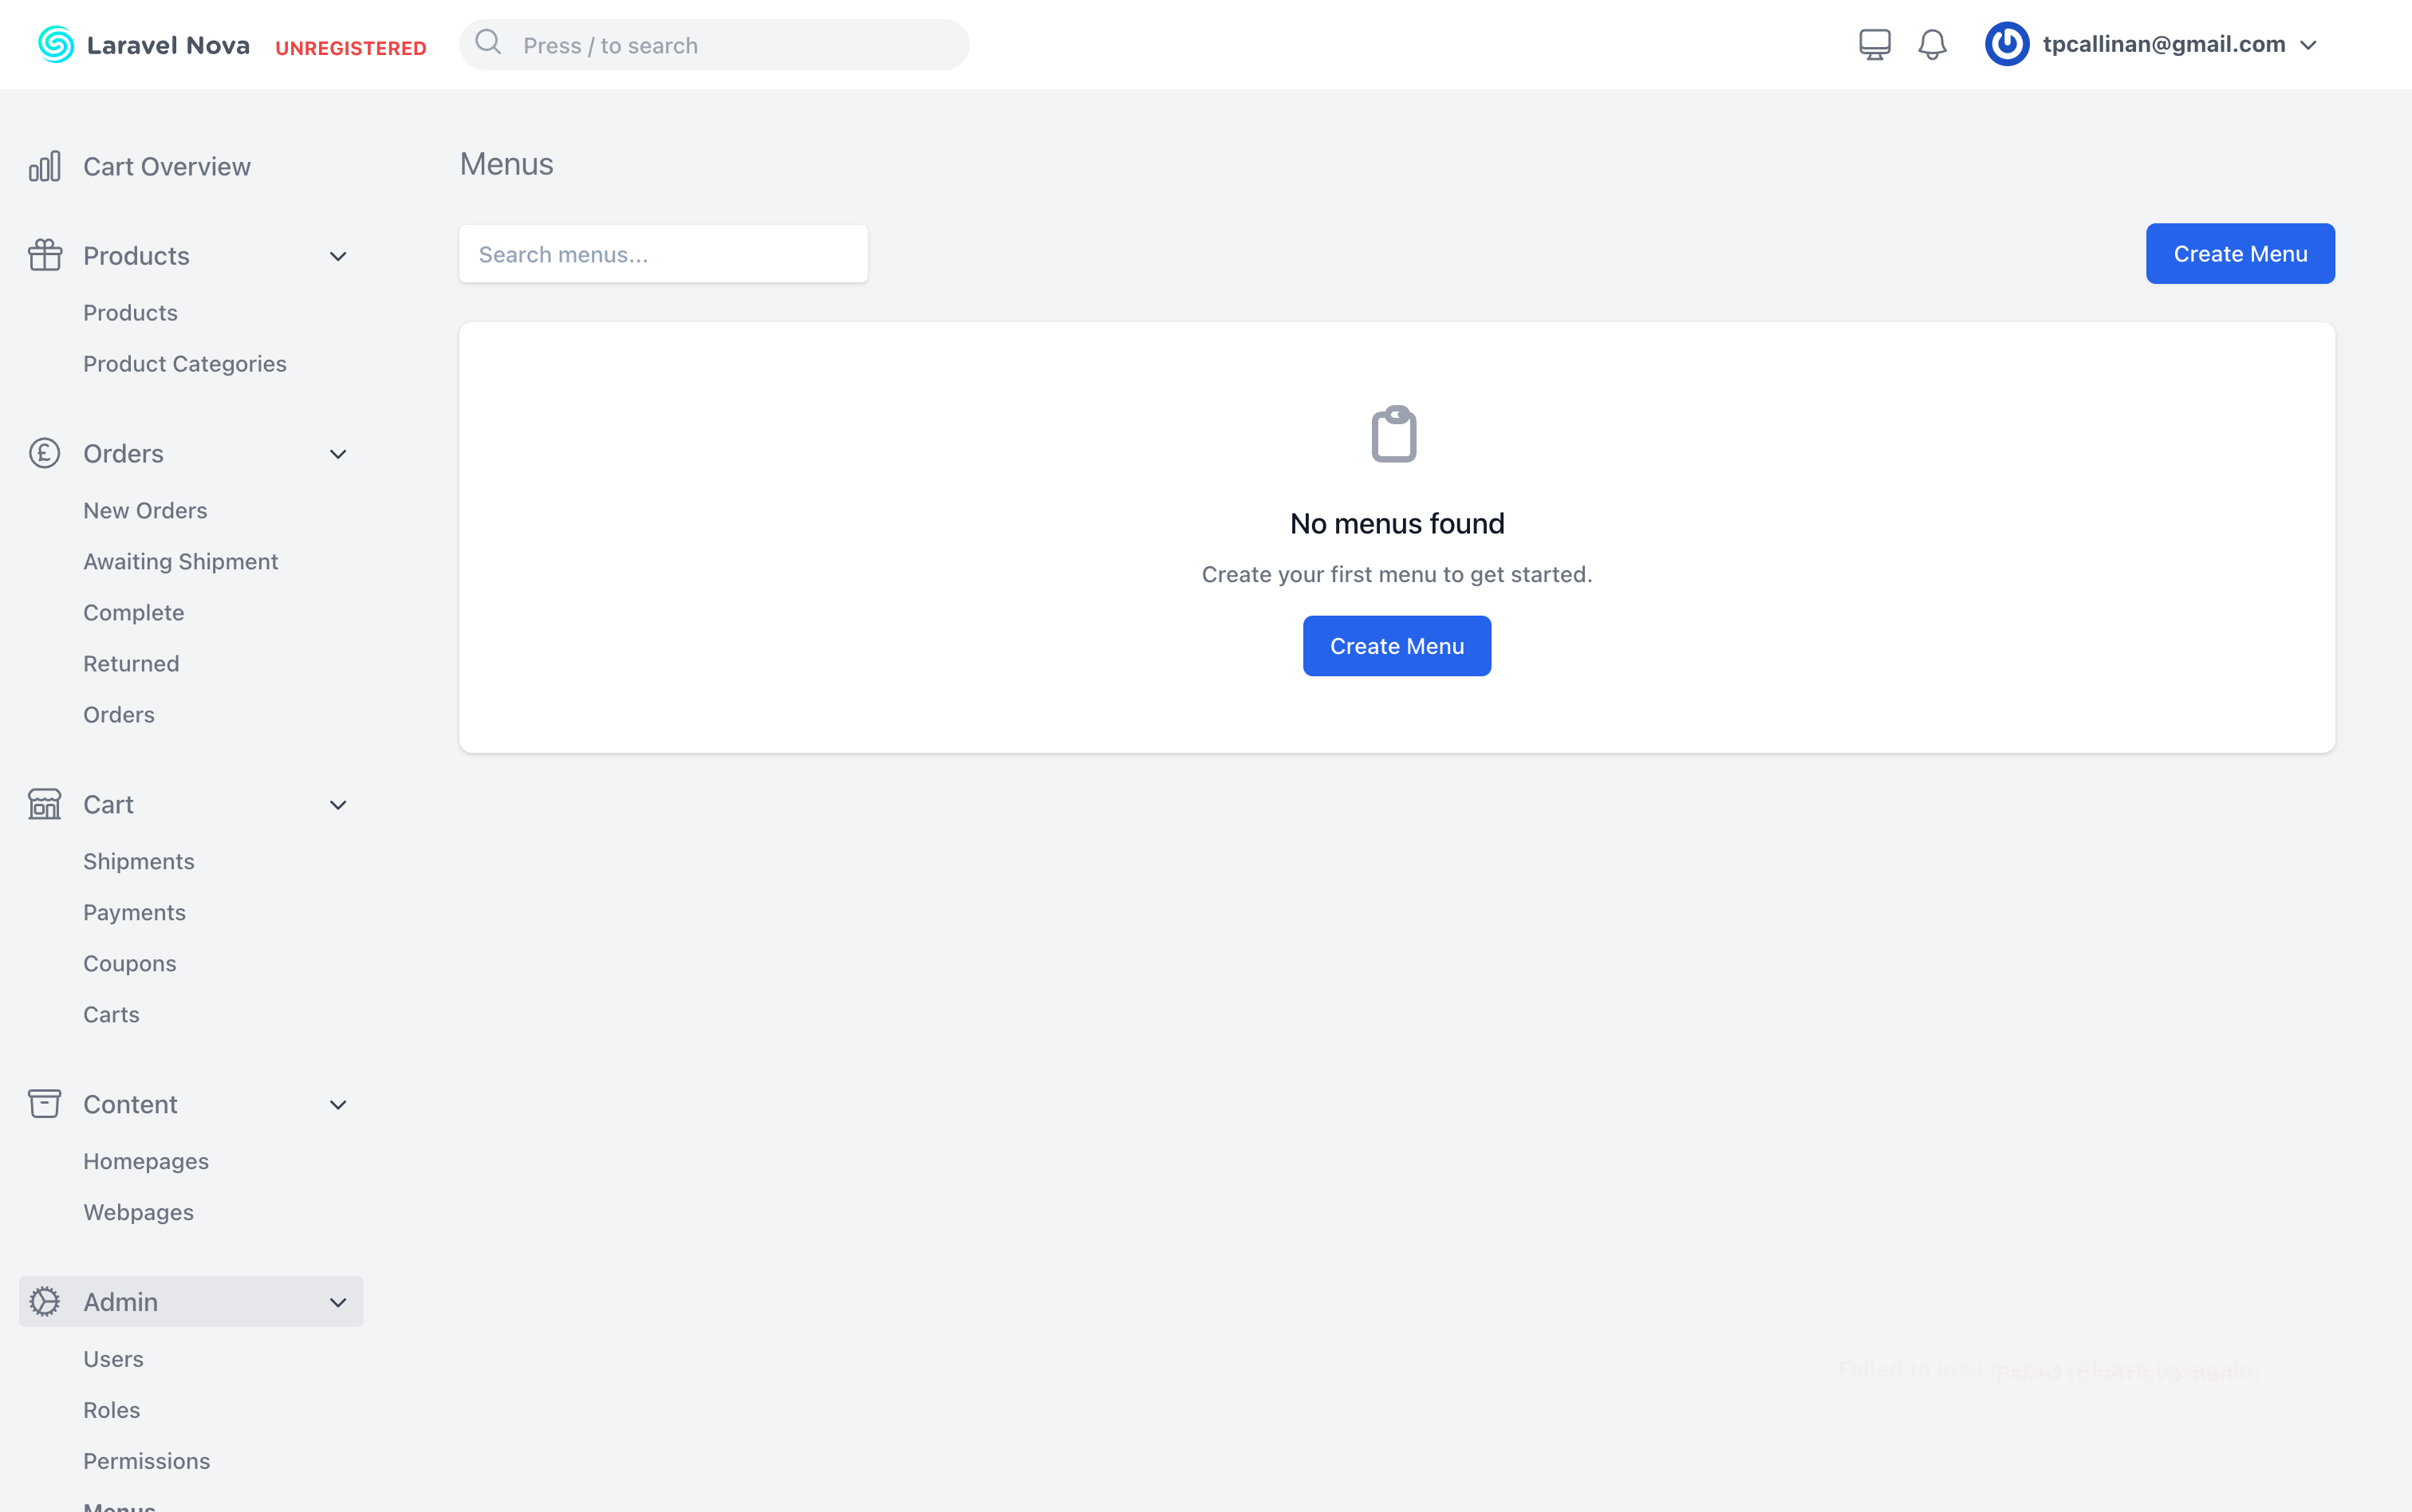 Laravel Nova
UNREGISTERED
Press / to search
tpcallinan@gmail.com
Cart Overview
Products
Products
Product Categories
Orders
New Orders
Awaiting Shipment
Complete
Returned
Orders
Cart
Shipments
Payments
Coupons
Carts
Content
Homepages
Webpages
Admin
Users
Roles
Permissions
Menus
Menus
Search menus...
Create Menu
No menus found
Create your first menu to get started.
Create Menu
Failed to load menus. Please try again.